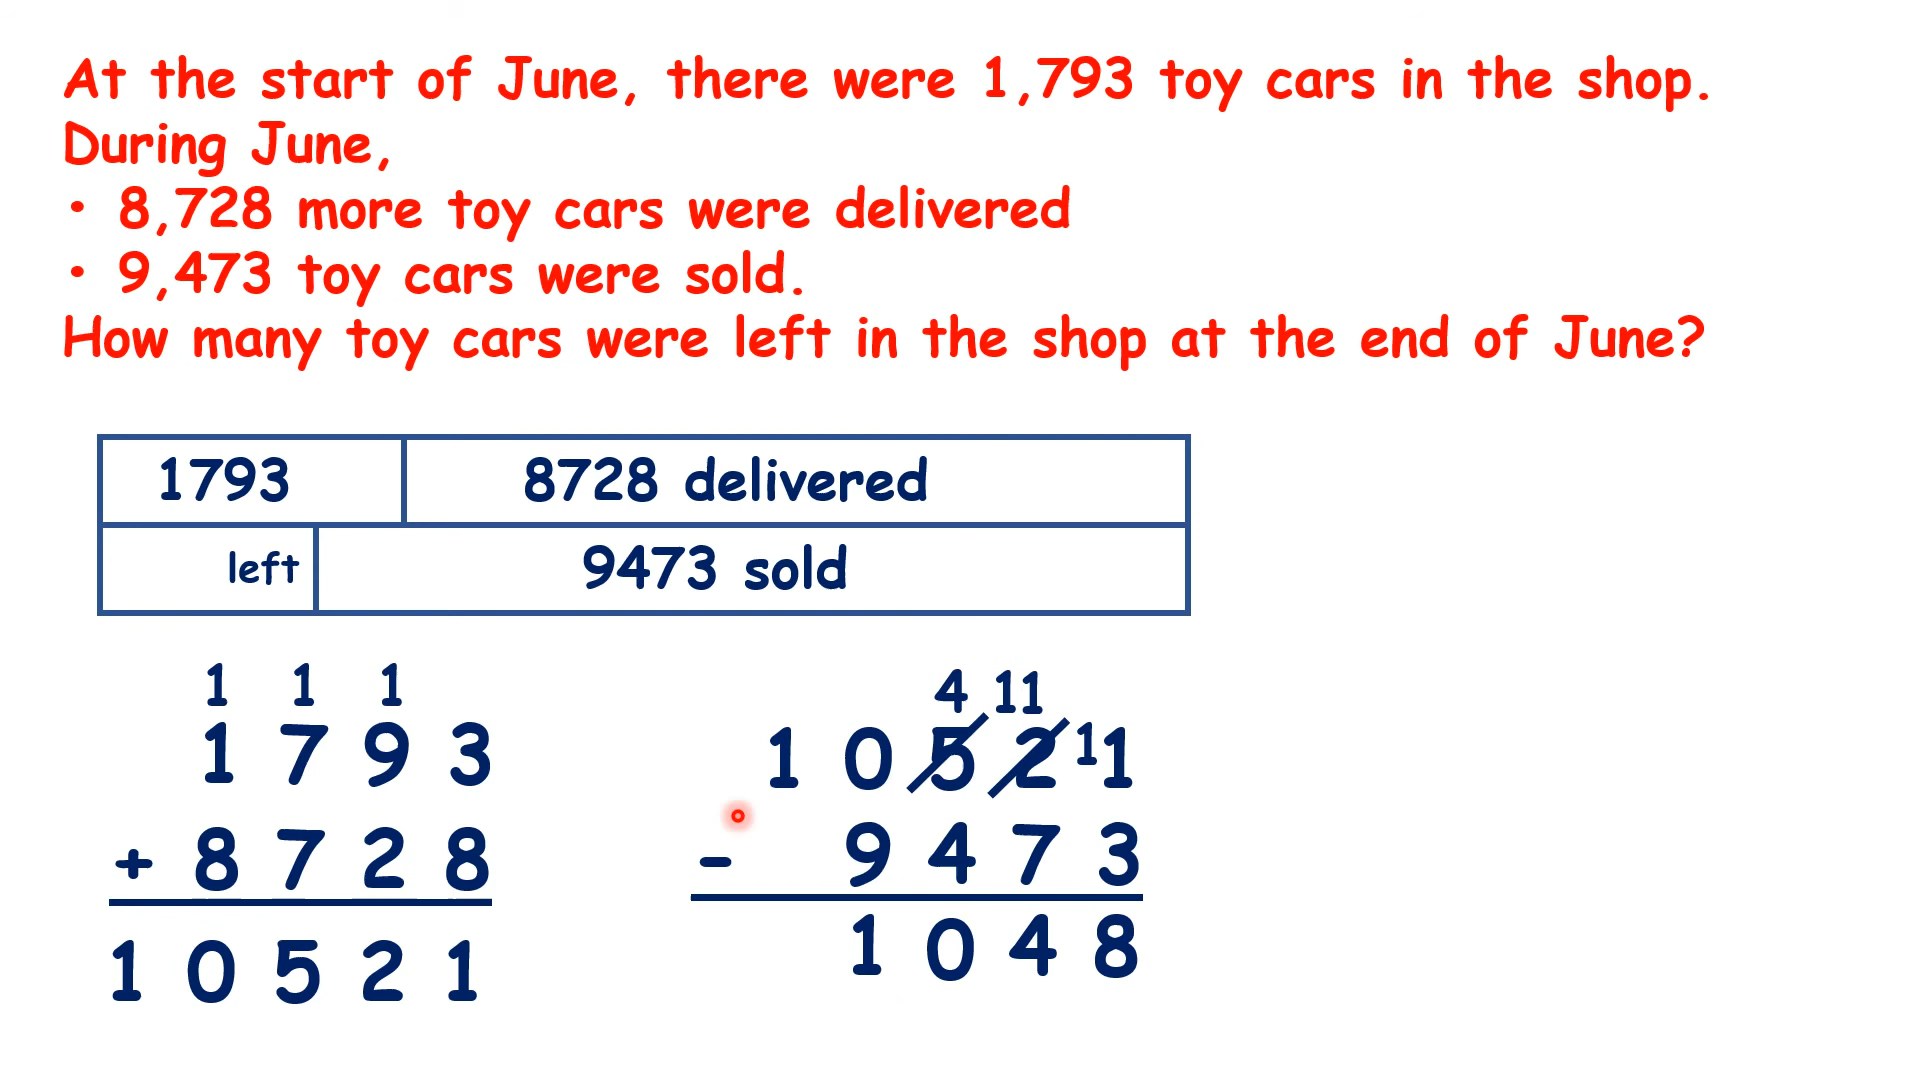 At the start of June, there were 1,793 toy cars in the shop.
During June,
• 8,728 more toy cars were delivered
• 9,473 toy cars were sold.
How many toy cars were left in the shop at the end of June?
1793 8728 delivered
left 9473 sold
1 1 1
1 7 9 3
+ 8 7 2 8
1 0 5 2 1
4 11
1 0 5 2 11
- 9 4 7 3
1 0 4 8